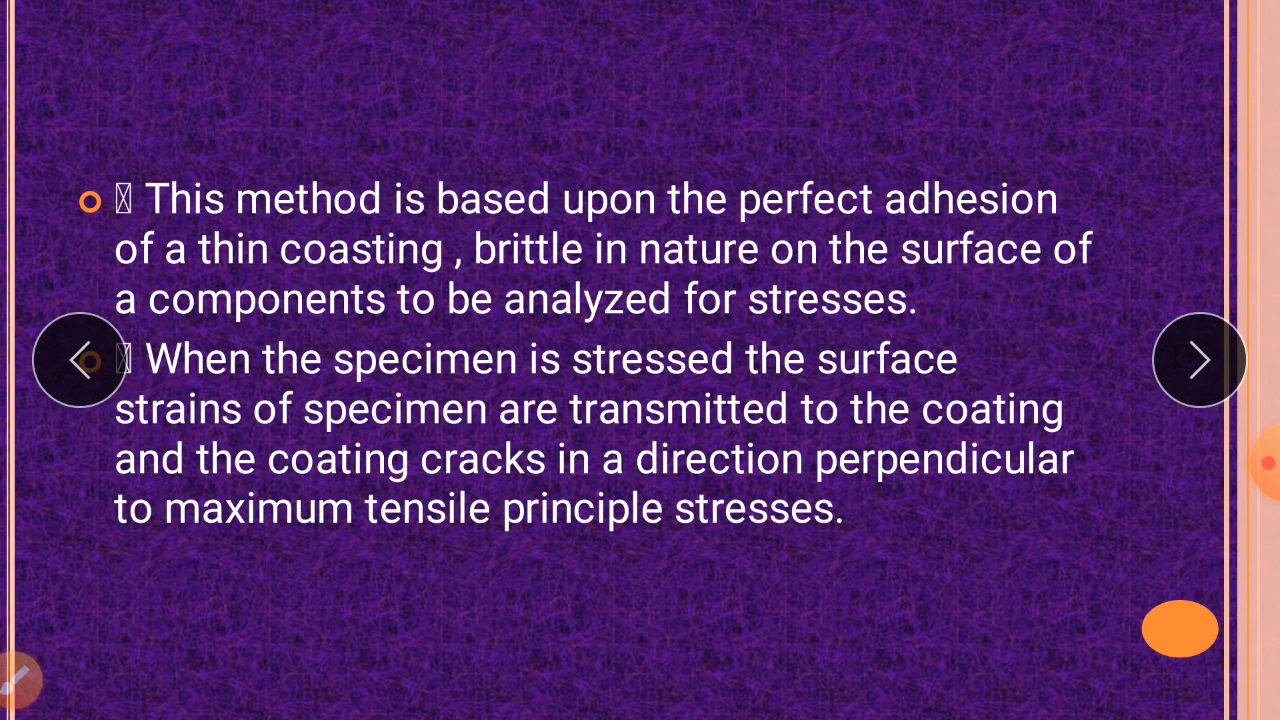 This method is based upon the perfect adhesion
of a thin coasting , brittle in nature on the surface of
a components to be analyzed for stresses.
When the specimen is stressed the surface
strains of specimen are transmitted to the coating
and the coating cracks in a direction perpendicular
to maximum tensile principle stresses.